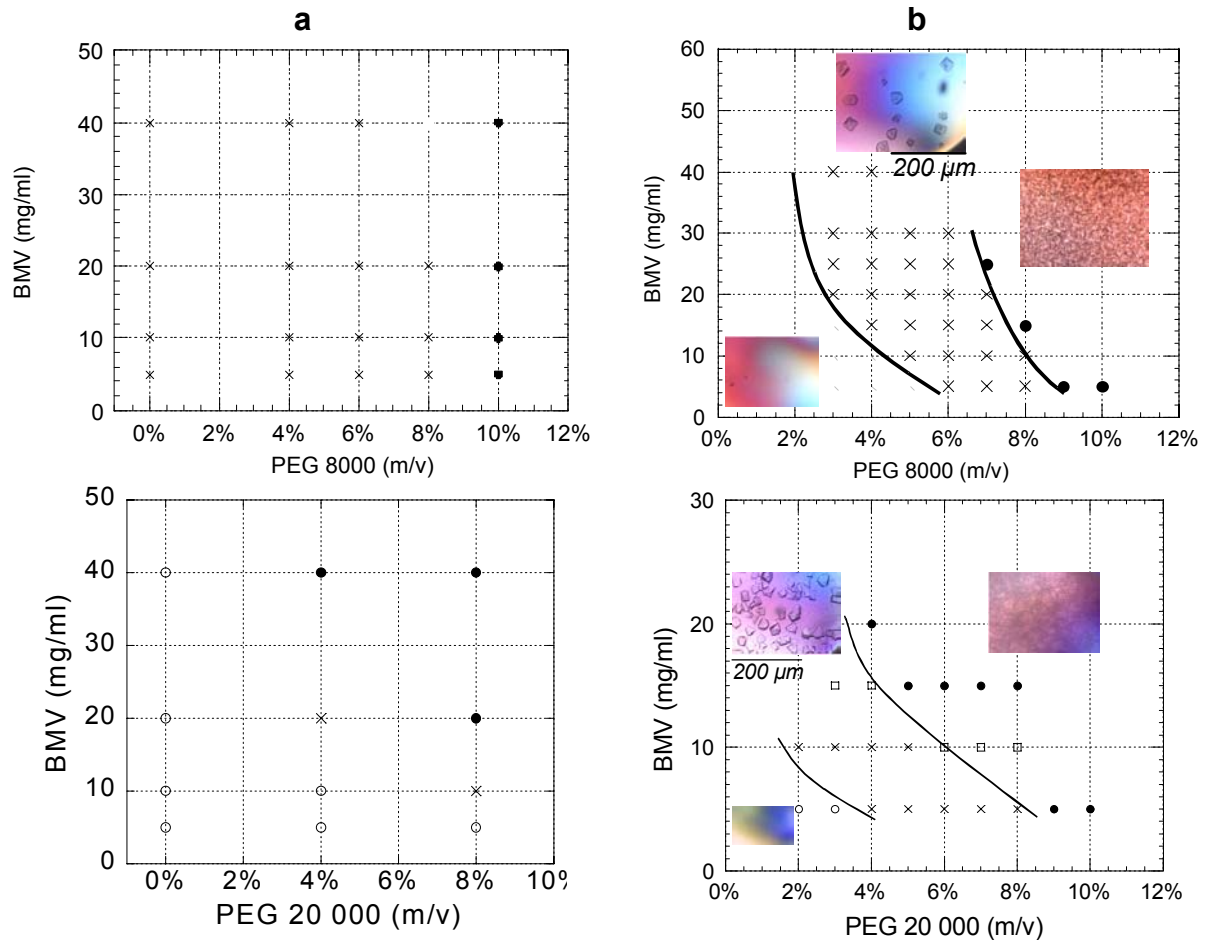 a
50
40
30
20
10
0
BMV (mg/ml)
0% 2% 4% 6% 8% 10% 12%
PEG 8000 (m/v)
b
60
50
40
30
20
10
0
BMV (mg/ml)
200 µm
0% 2% 4% 6% 8% 10% 12%
PEG 8000 (m/v)
50
40
30
20
10
0
BMV (mg/ml)
0% 2% 4% 6% 8% 10%
PEG 20 000 (m/v)
30
20
10
0
BMV (mg/ml)
200 µm
0% 2% 4% 6% 8% 10% 12%
PEG 20 000 (m/v)